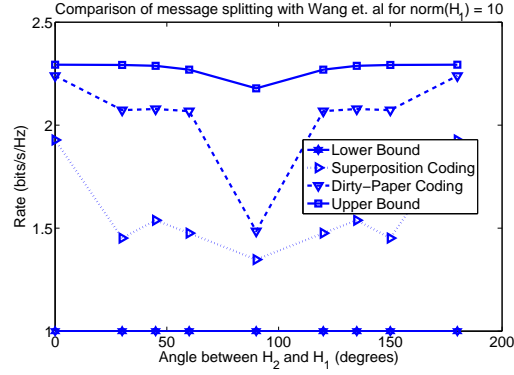 Comparison of message splitting with Wang et. al for norm(H1) = 10
2.5
2
1.5
1
Rate (bits/s/Hz)
Lower Bound
Superposition Coding
Dirty−Paper Coding
Upper Bound
0 50 100 150 200
Angle between H2 and H1 (degrees)